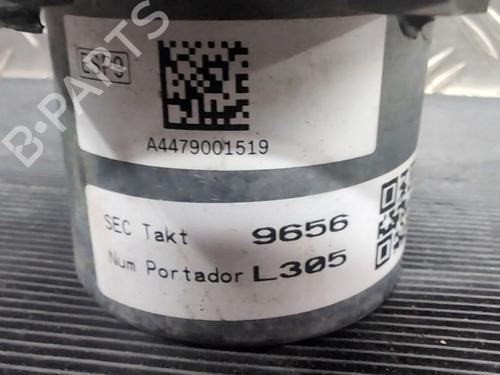 A4479001519
SEC Takt 9656
Num Portador L305
B-PARTS